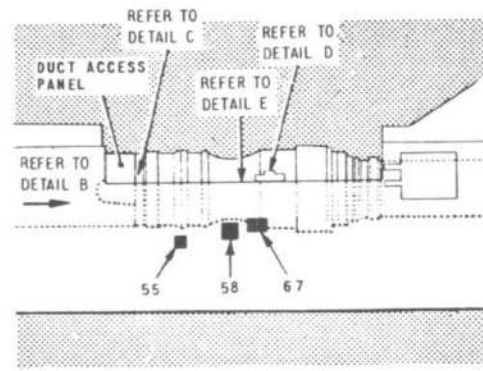 REFER TO
DETAIL C
REFER TO
DETAIL D
DUCT ACCESS
PANEL
REFER TO
DETAIL E
REFER TO
DETAIL B
55
58
67